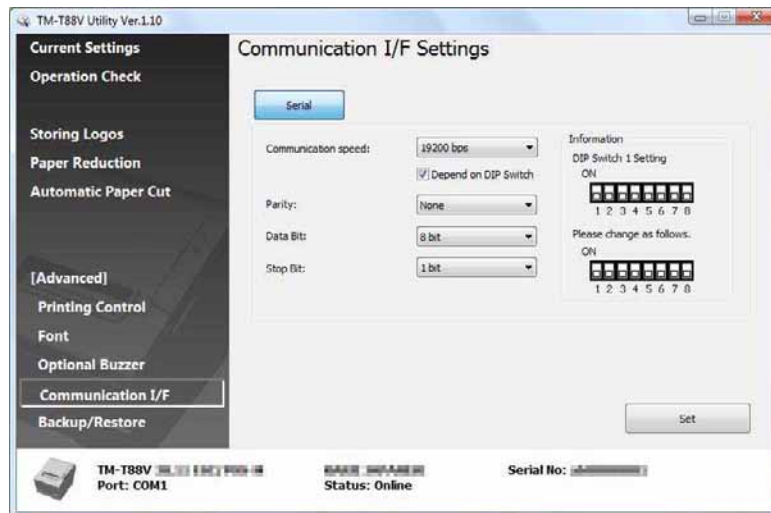 TM-T88V Utility Ver.1.10
Current Settings
Operation Check
Storing Logos
Paper Reduction
Automatic Paper Cut
[Advanced]
Printing Control
Font
Optional Buzzer
Communication I/F
Backup/Restore
Communication I/F Settings
Serial
Communication speed: 19200 bps
Depend on DIP Switch
Parity: None
Data Bit: 8 bit
Stop Bit: 1 bit
Information
DIP Switch 1 Setting
ON
1 2 3 4 5 6 7 8
Please change as follows.
ON
1 2 3 4 5 6 7 8
Set
TM-T88V
Port: COM1
Status: Online
Serial No: